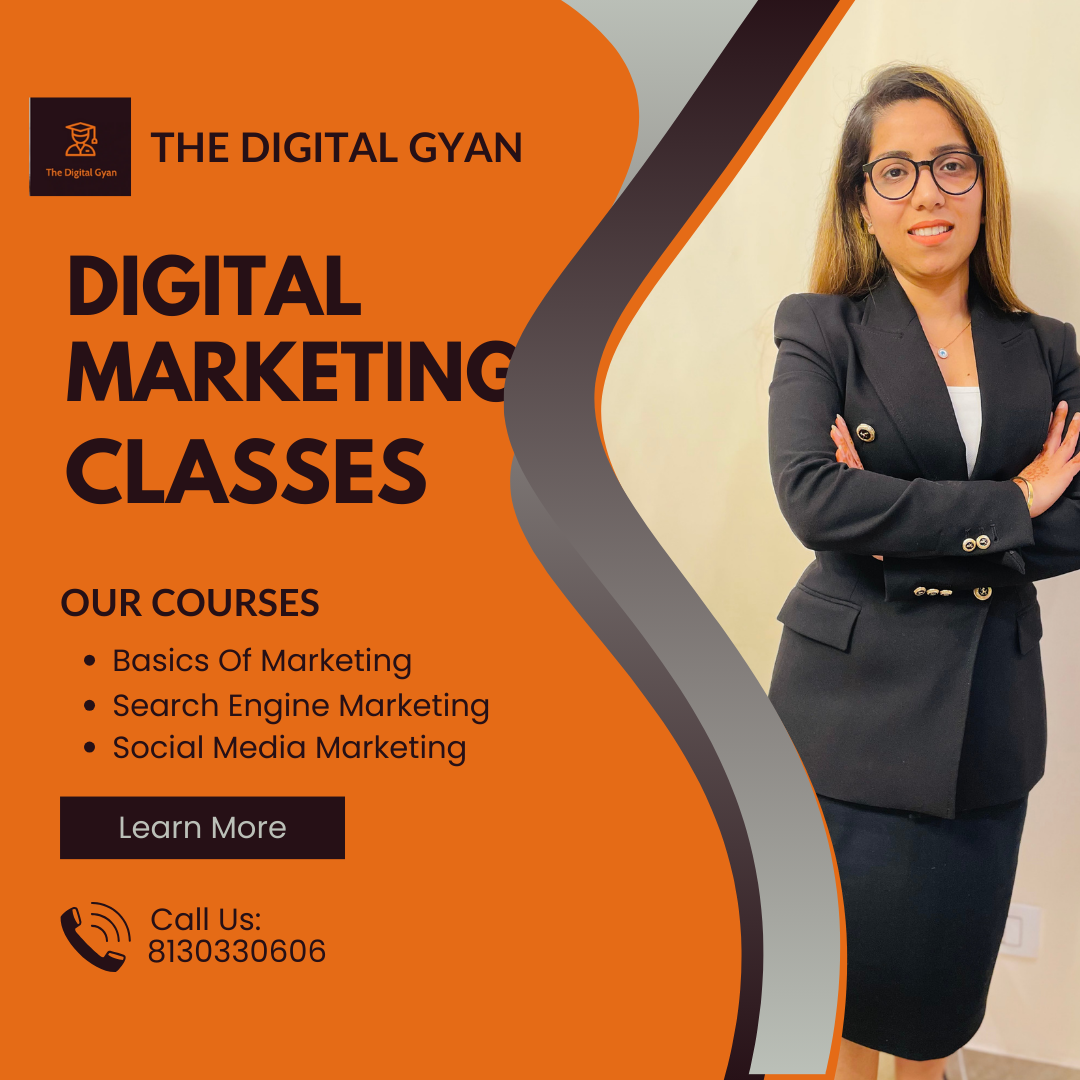 The Digital Gyan
THE DIGITAL GYAN
DIGITAL
MARKETING
CLASSES
OUR COURSES
Basics Of Marketing
Search Engine Marketing
Social Media Marketing
Learn More
Call Us:
8130330606